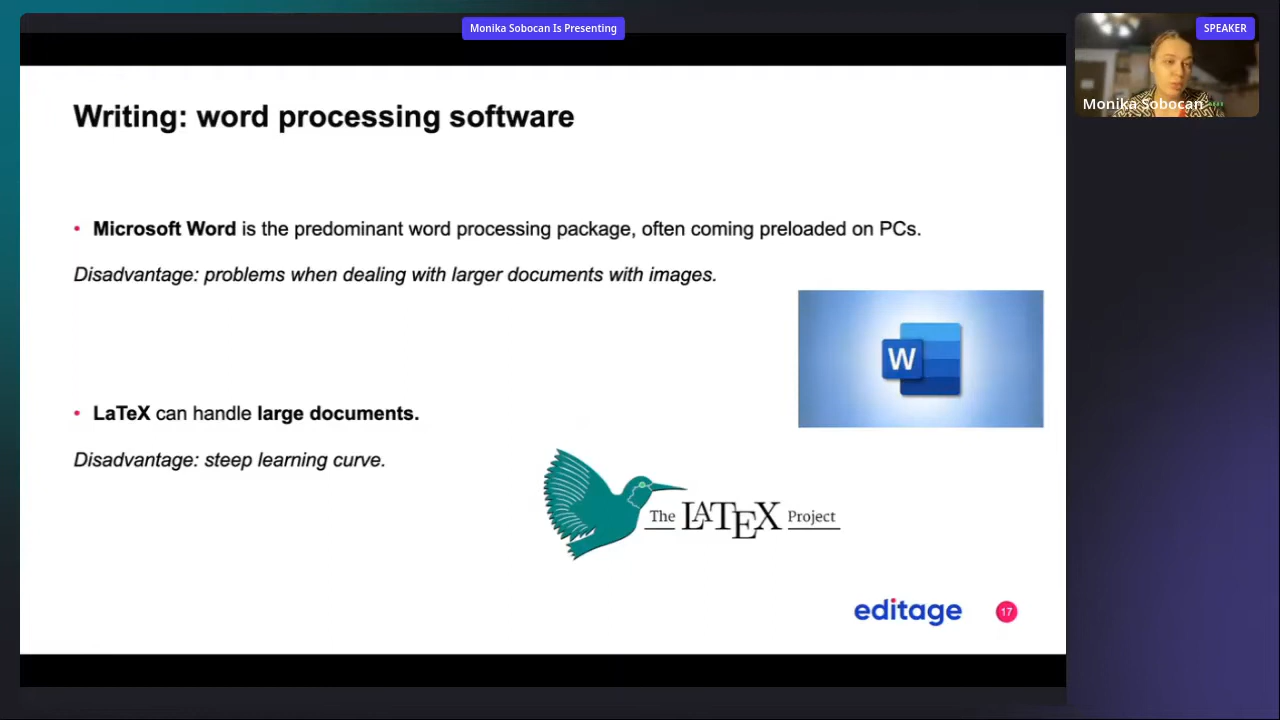 Monika Sobocan Is Presenting
SPEAKER
Monika Sobocan
Writing: word processing software
• Microsoft Word is the predominant word processing package, often coming preloaded on PCs.
Disadvantage: problems when dealing with larger documents with images.
W
• LaTeX can handle large documents.
Disadvantage: steep learning curve.
The LATEX Project
editage
17